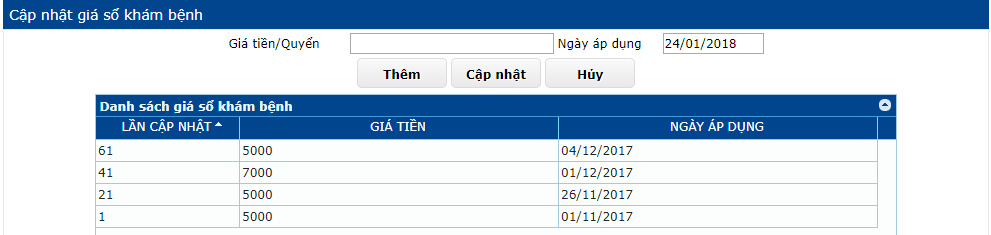 Cập nhật giá sổ khám bệnh
Giá tiền/Quyển Ngày áp dụng 24/01/2018
Thêm Cập nhật Hủy
Danh sách giá sổ khám bệnh
LẦN CẬP NHẬT GIÁ TIỀN NGÀY ÁP DỤNG
61 5000 04/12/2017
41 7000 01/12/2017
21 5000 26/11/2017
1 5000 01/11/2017